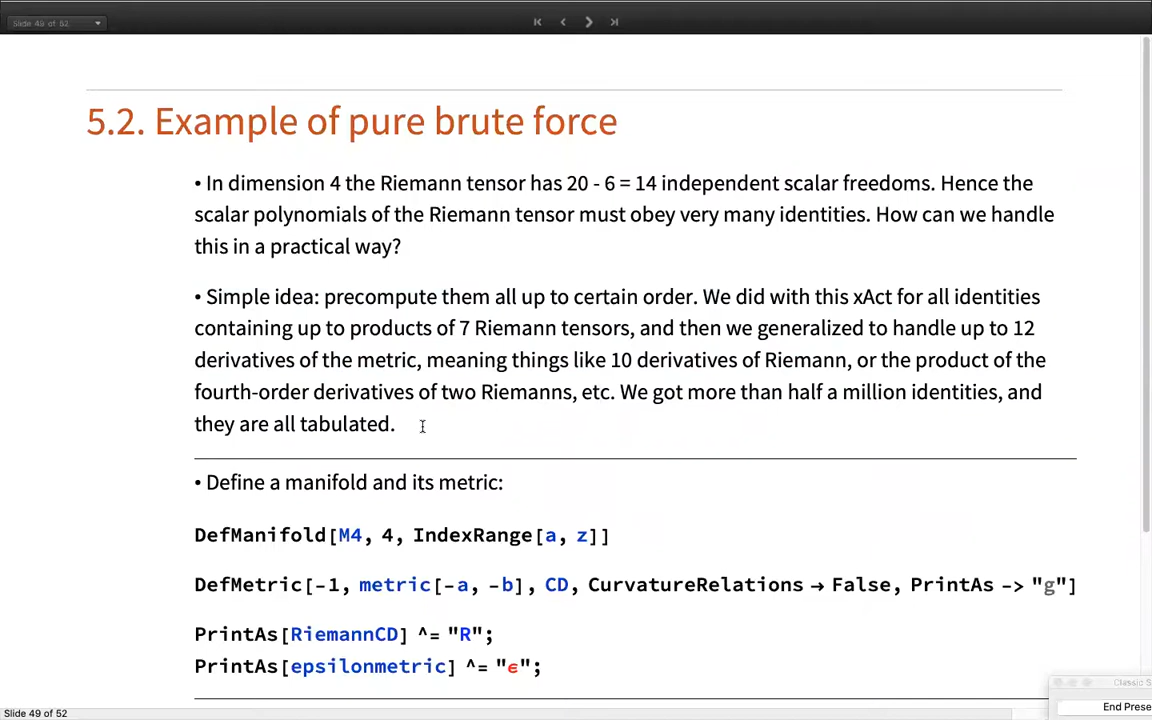 Slide 49 of 52
5.2. Example of pure brute force
• In dimension 4 the Riemann tensor has 20 - 6 = 14 independent scalar freedoms. Hence the
scalar polynomials of the Riemann tensor must obey very many identities. How can we handle
this in a practical way?
• Simple idea: precompute them all up to certain order. We did with this xAct for all identities
containing up to products of 7 Riemann tensors, and then we generalized to handle up to 12
derivatives of the metric, meaning things like 10 derivatives of Riemann, or the product of the
fourth-order derivatives of two Riemanns, etc. We got more than half a million identities, and
they are all tabulated.
• Define a manifold and its metric:
DefManifold[M4, 4, IndexRange[a, z]]
DefMetric[-1, metric[-a, -b], CD, CurvatureRelations → False, PrintAs -> "g"]
PrintAs[RiemannCD] ^= "R";
PrintAs[epsilonmetric] ^= "ϵ";
Classic S
End Prese
Slide 49 of 52